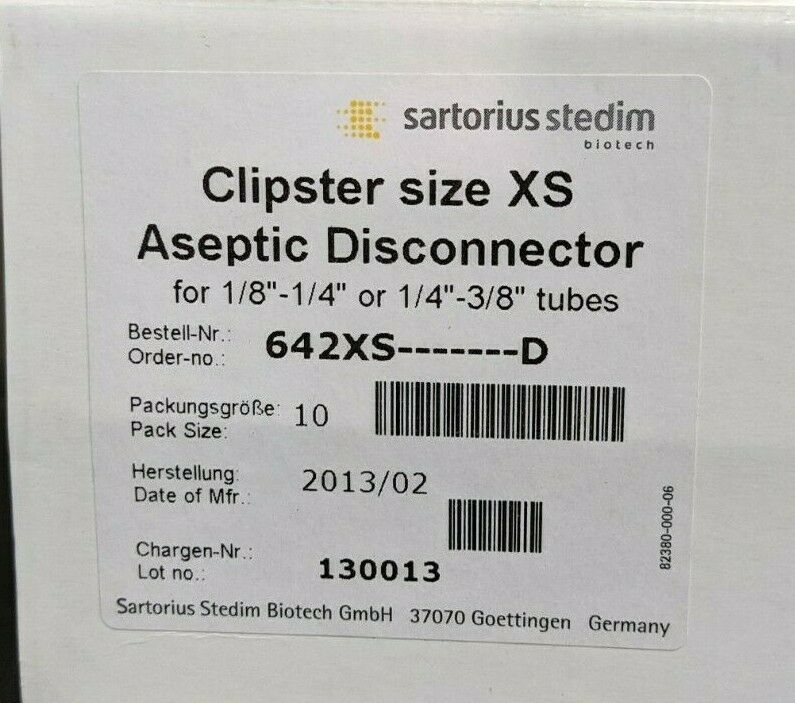 sartorius stedim
biotech
Clipster size XS
Aseptic Disconnector
for 1/8"-1/4" or 1/4"-3/8" tubes
Bestell-Nr.:
Order-no.: 642XS-------D
Packungsgröße:
Pack Size: 10
Herstellung:
Date of Mfr.: 2013/02
Chargen-Nr.:
Lot no.: 130013
82380-000-06
Sartorius Stedim Biotech GmbH 37070 Goettingen Germany